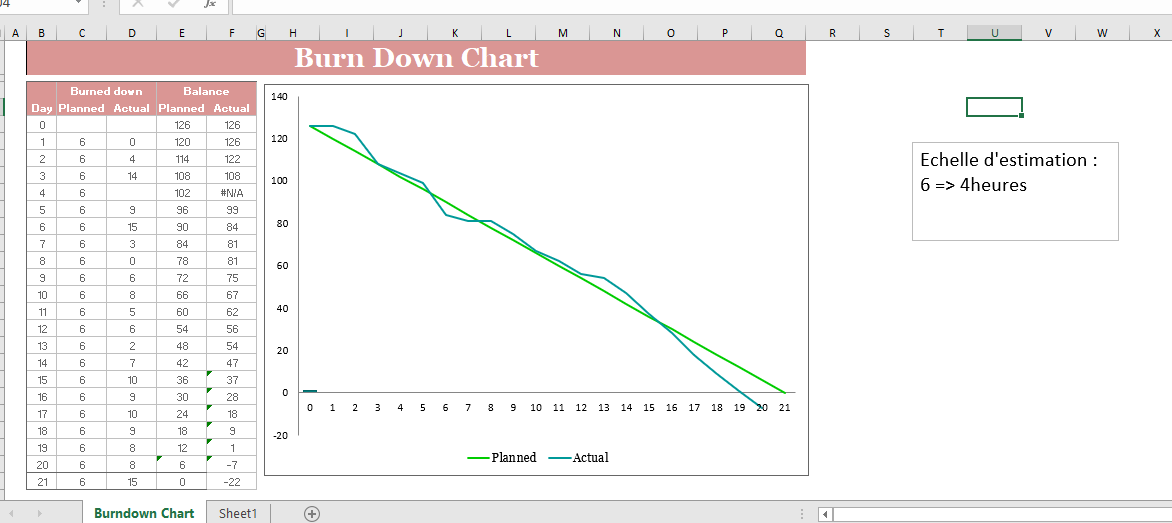 A B C D E F G H I J K L M N O P Q R S T U V W X
Burn Down Chart
Burned down Balance
Day Planned Actual Planned Actual
0 126 126
1 6 0 120 126
2 6 4 114 122
3 6 14 108 108
4 6 102 #N/A
5 6 9 96 99
6 6 15 90 84
7 6 3 84 81
8 6 0 78 81
9 6 6 72 75
10 6 8 66 67
11 6 5 60 62
12 6 6 54 56
13 6 2 48 54
14 6 7 42 47
15 6 10 36 37
16 6 9 30 28
17 6 10 24 18
18 6 9 18 9
19 6 8 12 1
20 6 8 6 -7
21 6 15 0 -22
140
120
100
80
60
40
20
0
-20
0 1 2 3 4 5 6 7 8 9 10 11 12 13 14 15 16 17 18 19 20 21
Planned Actual
Echelle d'estimation :
6 => 4heures
Burndown Chart Sheet1